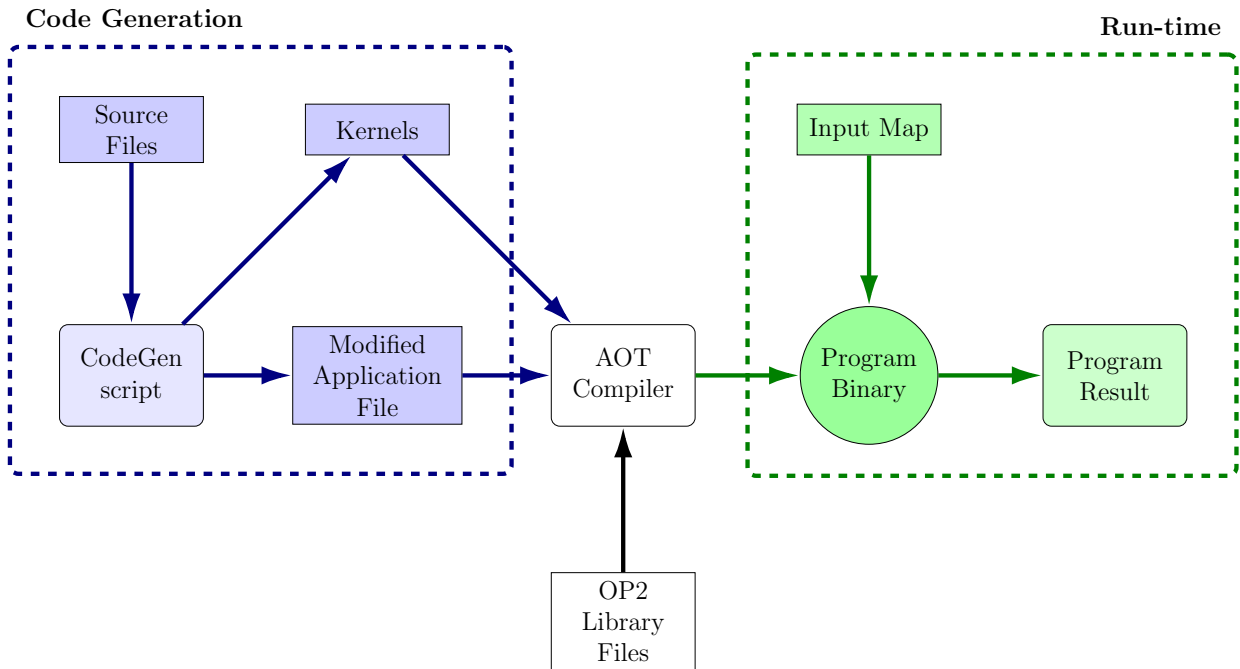 Code Generation
Run-time
Source
Files
Kernels
Input Map
CodeGen
script
Modified
Application
File
AOT
Compiler
Program
Binary
Program
Result
OP2
Library
Files